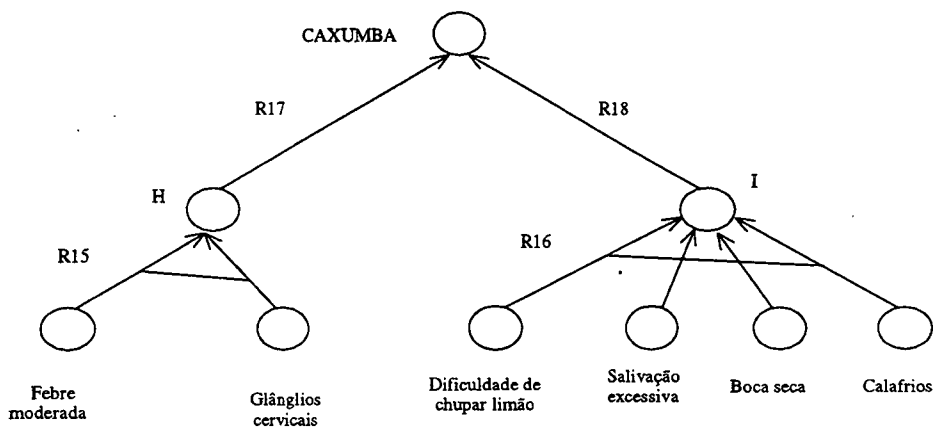 CAXUMBA
R17
R18
H
I
R15
R16
Febre
moderada
Glânglios
cervicais
Dificuldade de
chupar limão
Salivação
excessiva
Boca seca
Calafrios